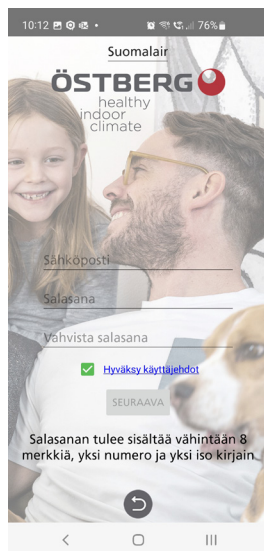 10:12
76%
Suomalair
ÖSTBERG
healthy
indoor
climate
Sähköposti
Salasana
Vahvista salasana
Hyväksy käyttäjehdot
SEURAAVA
Salasanan tulee sisältää vähintään 8
merkkiä, yksi numero ja yksi iso kirjain